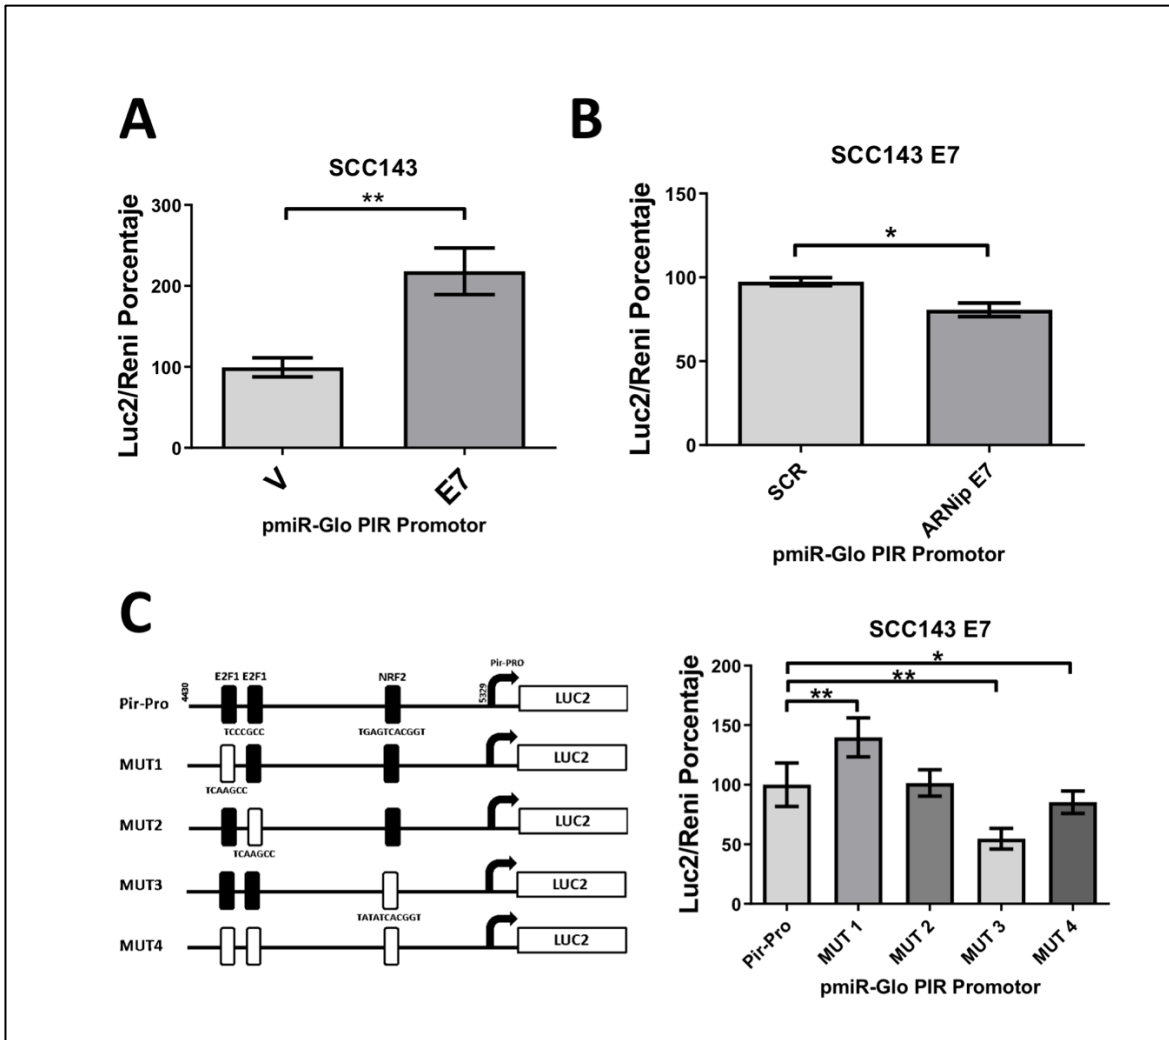 A
SCC143
Luc2/Reni Porcentaje
300
200
100
0
**
V
E7
pmiR-Glo PIR Promotor
B
SCC143 E7
Luc2/Reni Porcentaje
150
100
50
0
*
SCR
ARNip E7
pmiR-Glo PIR Promotor
C
4430
E2F1 E2F1
NRF2
5329
Pir-PRO
Pir-Pro
LUC2
TCCCGCC
TGAGTCACGGT
MUT1
LUC2
TCAAGCC
MUT2
LUC2
TCAAGCC
MUT3
LUC2
TATATCACGGT
MUT4
LUC2
SCC143 E7
Luc2/Reni Porcentaje
200
150
100
50
0
*
**
**
Pir-Pro
MUT 1
MUT 2
MUT 3
MUT 4
pmiR-Glo PIR Promotor